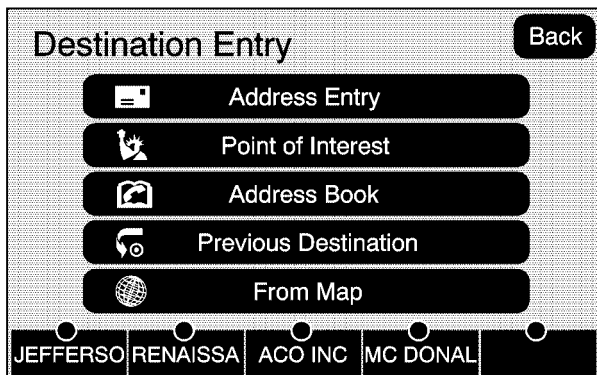 Destination Entry
Back
Address Entry
Point of Interest
Address Book
Previous Destination
From Map
JEFFERSO RENAISSA ACO INC MC DONAL